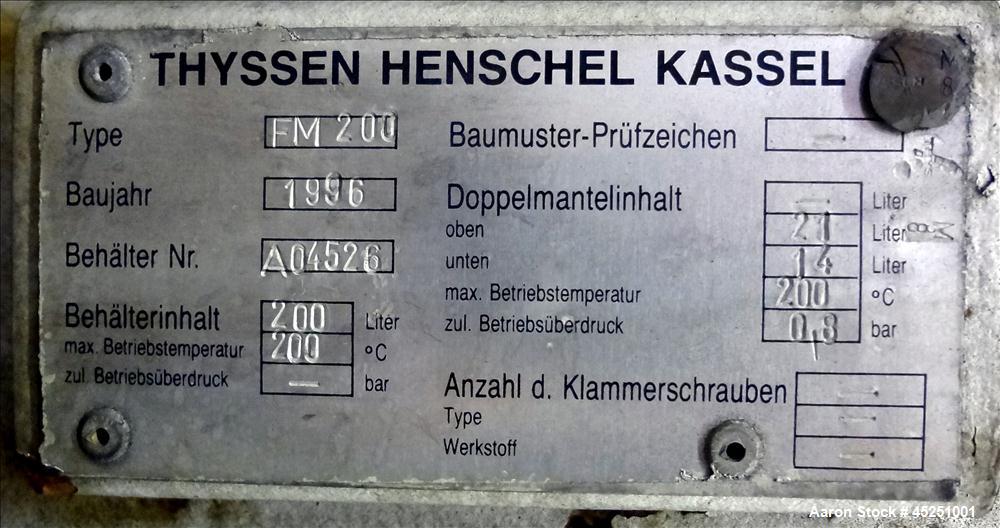 THYSSEN HENSCHEL KASSEL
Type FM 200
Baujahr 1996
Behälter Nr. A04526
Behälterinhalt 200 Liter
max. Betriebstemperatur 200 °C
zul. Betriebsüberdruck — bar
Baumuster-Prüfzeichen —
Doppelmantelinhalt — Liter
oben 21 Liter
unten 14 Liter
max. Betriebstemperatur 200 °C
zul. Betriebsüberdruck 0,8 bar
Anzahl d. Klammerschrauben —
Type —
Werkstoff —
Aaron Stock # 45251001